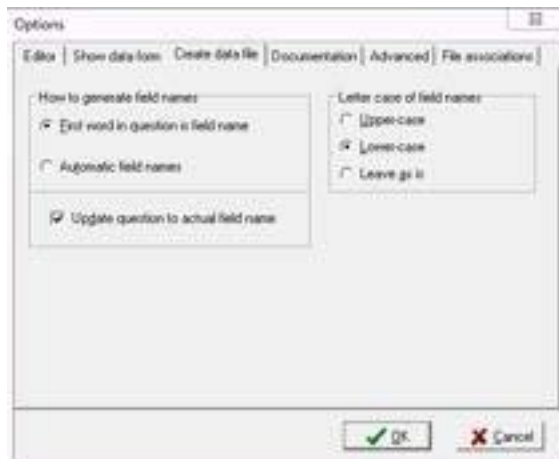 Options
Editor Show data form Create data file Documentation Advanced File associations
How to generate field names
First word in question is field name
Automatic field names
Update question to actual field name
Letter case of field names
Upper-case
Lower-case
Leave as is
OK Cancel